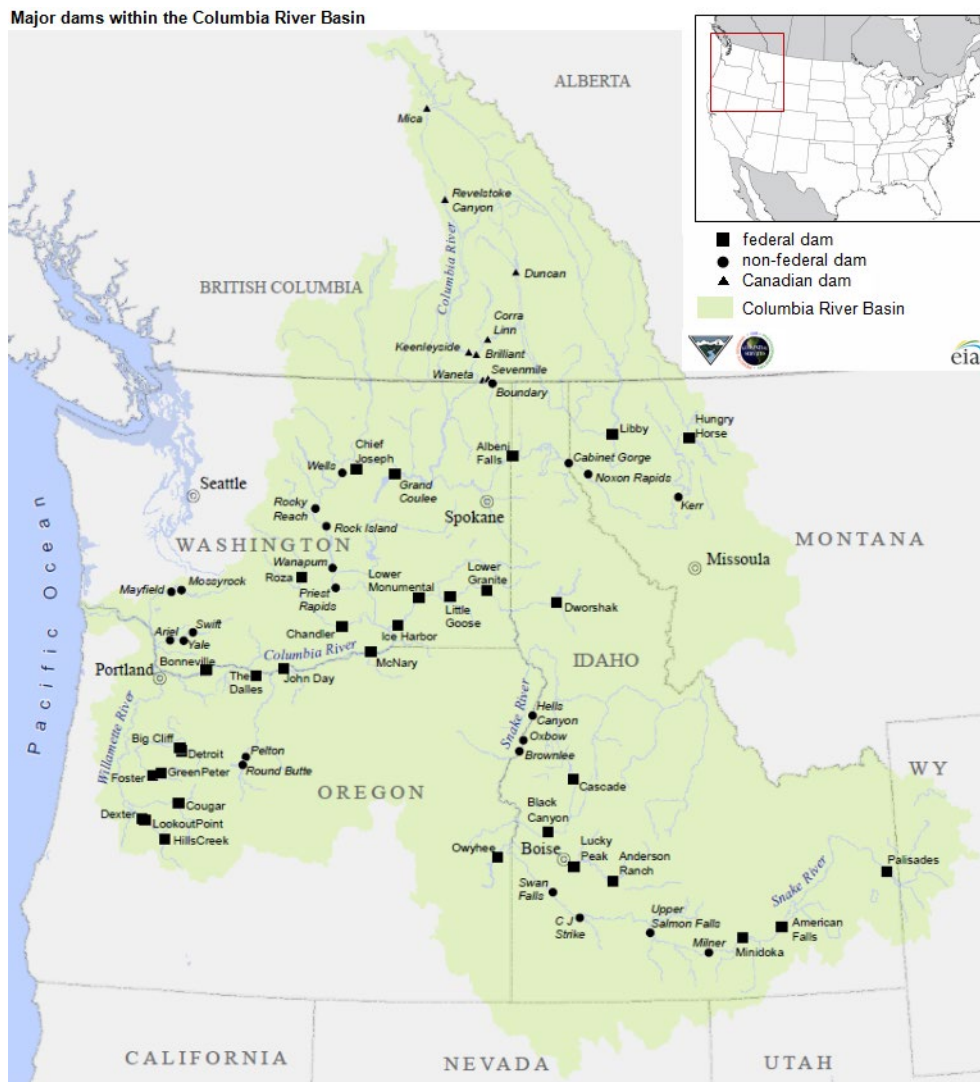 Major dams within the Columbia River Basin
ALBERTA
Mica
Revelstoke
Canyon
Columbia River
federal dam
non-federal dam
Canadian dam
Columbia River Basin
eia
Duncan
BRITISH COLUMBIA
Corra
Linn
Keenleyside
Brilliant
Waneta
Sevenmile
Boundary
Libby
Hungry
Horse
Chief
Joseph
Albeni
Falls
Cabinet Gorge
Wells
Grand
Coulee
Noxon Rapids
Seattle
Spokane
Kerr
Rocky
Reach
Rock Island
WASHINGTON
MONTANA
Wanapum
Missoula
Roza
Lower
Monumental
Lower
Granite
Mayfield
Mossyrock
Priest
Rapids
Little
Goose
Dworshak
Swift
Chandler
Ice Harbor
Ariel
Yale
Columbia River
McNary
IDAHO
Bonneville
Portland
The
Dalles
John Day
Pacific Ocean
Willamette River
Snake River
Hells
Canyon
Oxbow
Brownlee
Big Cliff
Detroit
Pelton
Round Butte
Foster
GreenPeter
WY
Cascade
OREGON
Cougar
Black
Canyon
Dexter
LookoutPoint
HillsCreek
Lucky
Peak
Boise
Owyhee
Anderson
Ranch
Palisades
Swan
Falls
Snake River
C J
Strike
Upper
Salmon Falls
American
Falls
Milner
Minidoka
CALIFORNIA
NEVADA
UTAH